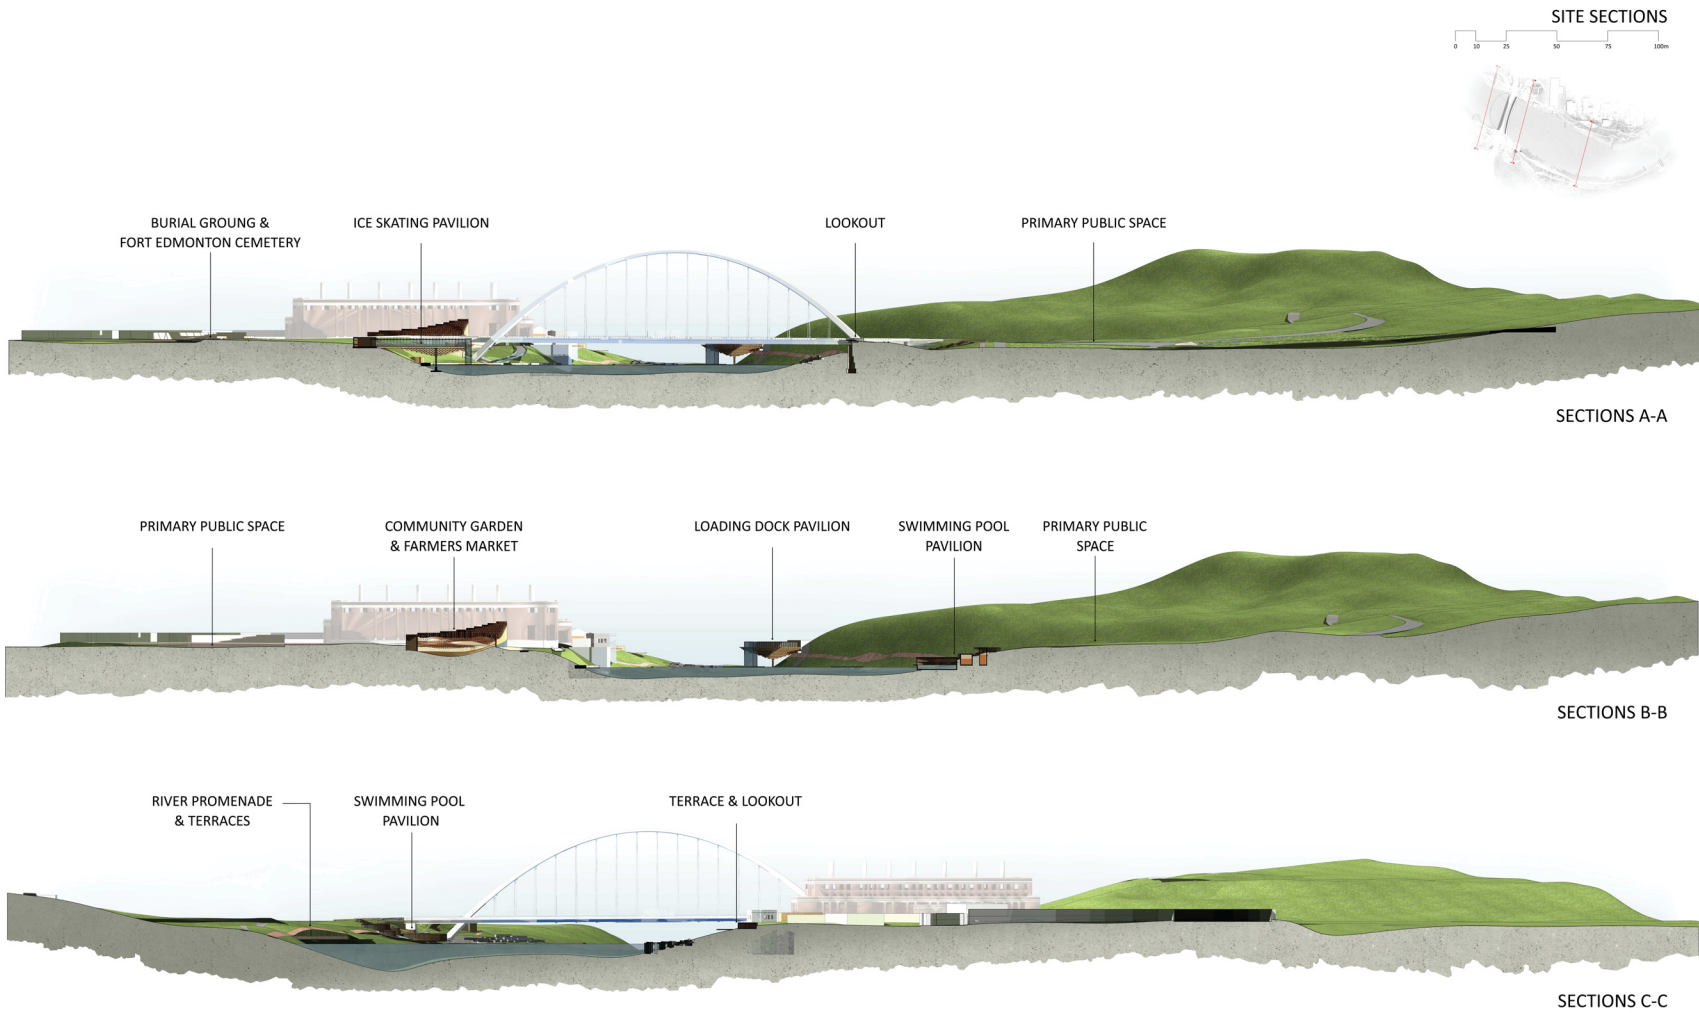 SITE SECTIONS
0 10 25 50 75 100m
BURIAL GROUNG &
FORT EDMONTON CEMETERY
ICE SKATING PAVILION
LOOKOUT
PRIMARY PUBLIC SPACE
SECTIONS A-A
PRIMARY PUBLIC SPACE
COMMUNITY GARDEN
& FARMERS MARKET
LOADING DOCK PAVILION
SWIMMING POOL
PAVILION
PRIMARY PUBLIC
SPACE
SECTIONS B-B
RIVER PROMENADE
& TERRACES
SWIMMING POOL
PAVILION
TERRACE & LOOKOUT
SECTIONS C-C